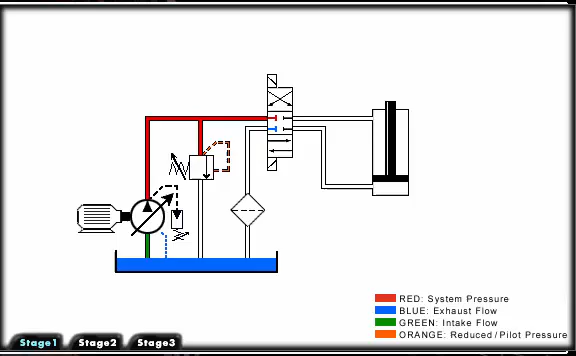 RED: System Pressure
BLUE: Exhaust Flow
GREEN: Intake Flow
ORANGE: Reduced / Pilot Pressure
Stage1 Stage2 Stage3